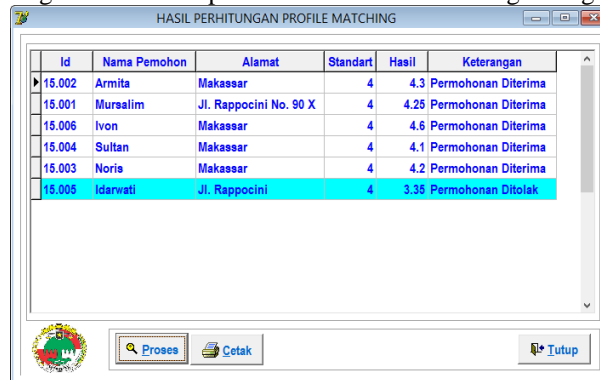 HASIL PERHITUNGAN PROFILE MATCHING
Id Nama Pemohon Alamat Standart Hasil Keterangan
15.002 Armita Makassar 4 4.3 Permohonan Diterima
15.001 Mursalim Jl. Rappocini No. 90 X 4 4.25 Permohonan Diterima
15.006 Ivon Makassar 4 4.6 Permohonan Diterima
15.004 Sultan Makassar 4 4.1 Permohonan Diterima
15.003 Noris Makassar 4 4.2 Permohonan Diterima
15.005 Idarwati Jl. Rappocini 4 3.35 Permohonan Ditolak
Proses Cetak Tutup